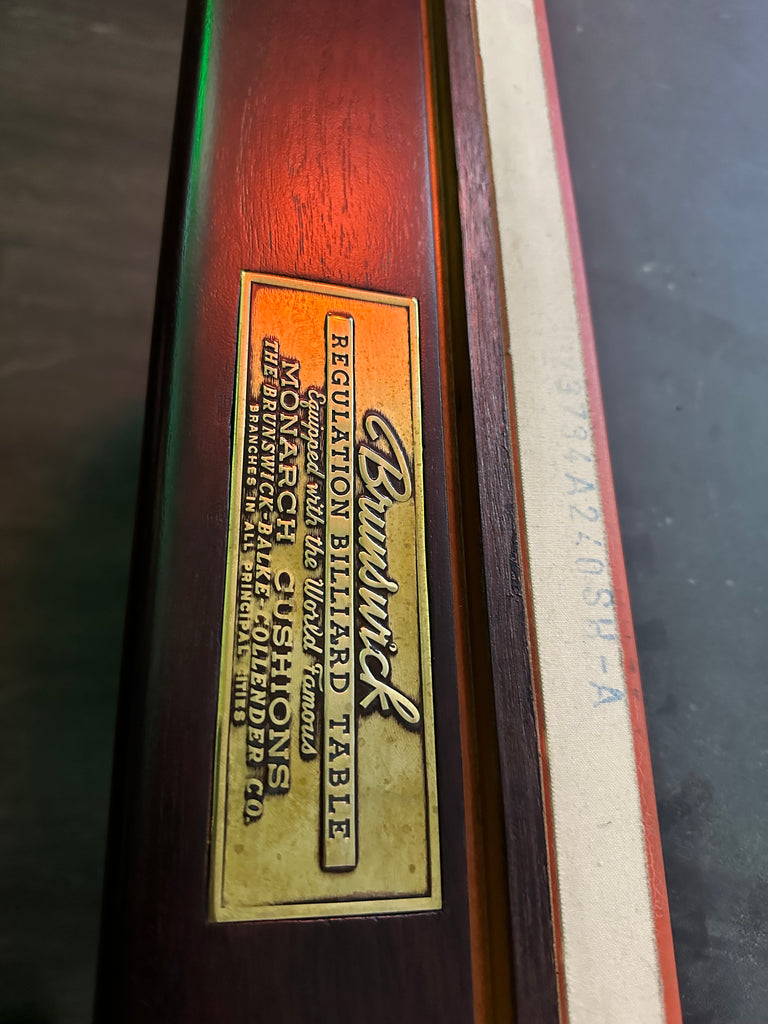 Brunswick
REGULATION BILLIARD TABLE
Equipped with the World Famous
MONARCH CUSHIONS
THE BRUNSWICK-BALKE-COLLENDER CO.
BRANCHES IN ALL PRINCIPAL CITIES